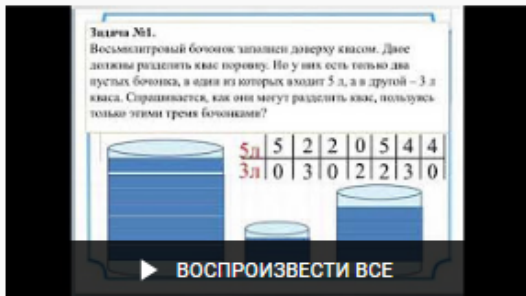 Задача №1.
Восьмилитровый бочонок заполнен доверху квасом. Двое
должны разделить квас поровну. Но у них есть только два
пустых бочонка, в один из которых входит 5 л, а в другой – 3 л
кваса. Спрашивается, как они могут разделить квас, пользуясь
только этими тремя бочонками?
5л 5 2 2 0 5 4 4
3л 0 3 0 2 2 3 0
ВОСПРОИЗВЕСТИ ВСЕ